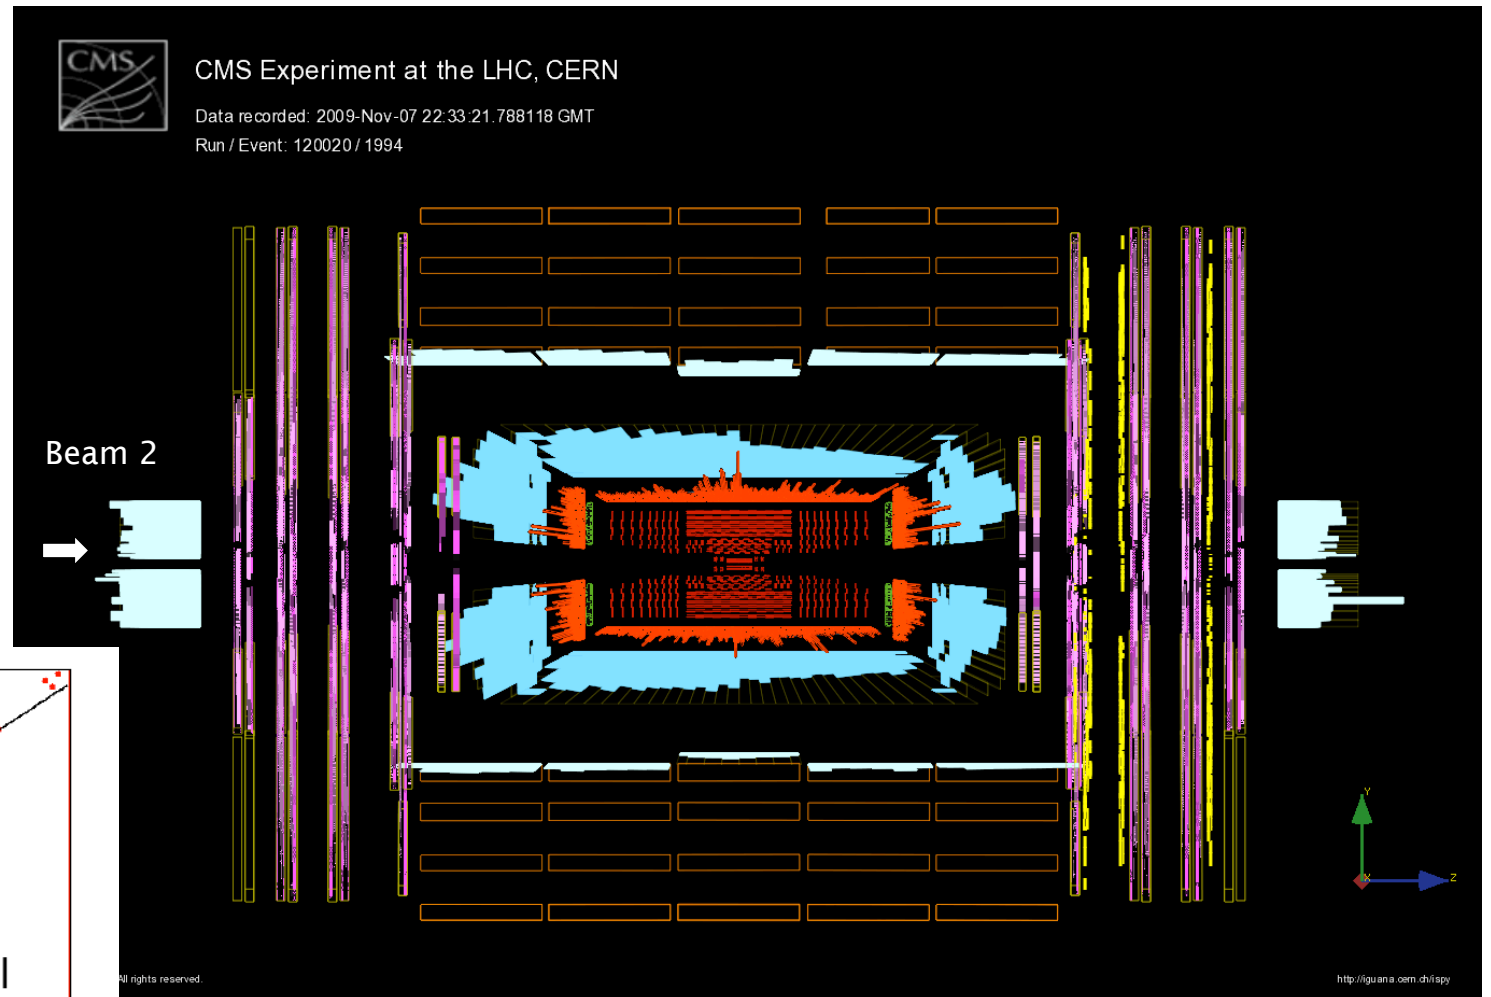 CMS
CMS Experiment at the LHC, CERN
Data recorded: 2009-Nov-07 22:33:21.788118 GMT
Run / Event: 120020 / 1994
Beam 2
Y
X
Z
l
All rights reserved.
http://iguana.cern.ch/ispy